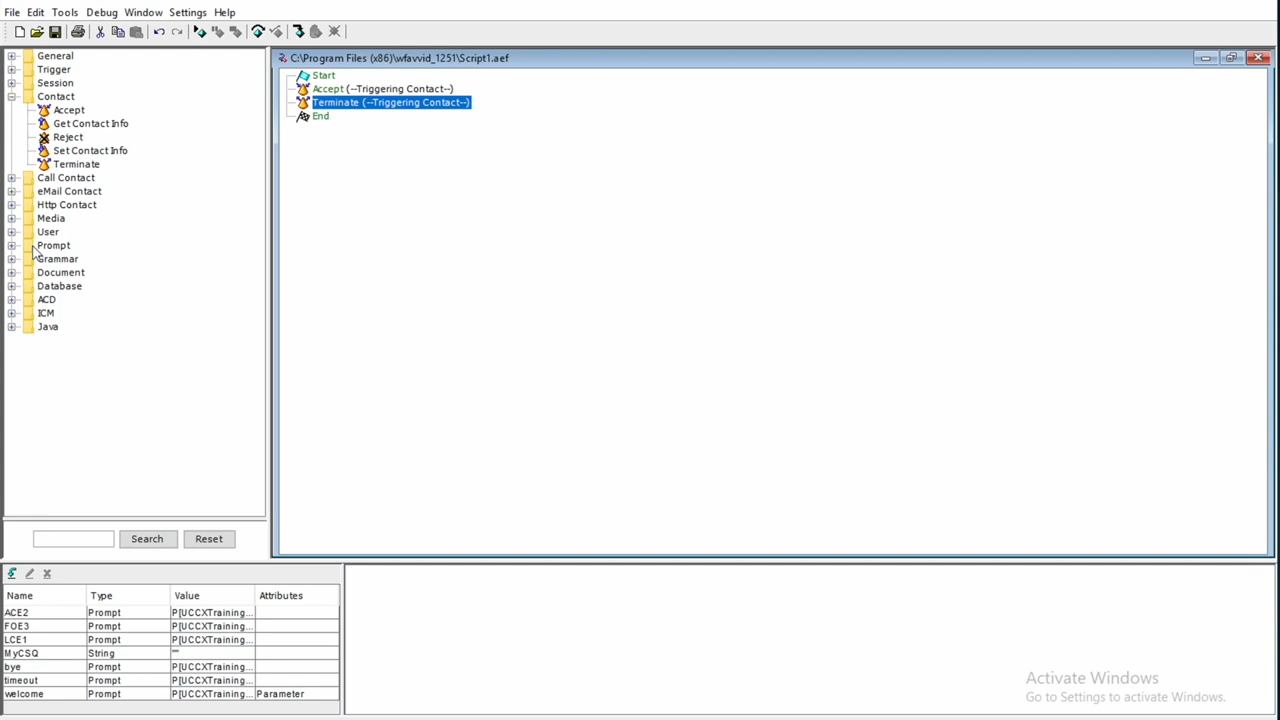 File Edit Tools Debug Window Settings Help
General
Trigger
Session
Contact
Accept
Get Contact Info
Reject
Set Contact Info
Terminate
Call Contact
eMail Contact
Http Contact
Media
User
Prompt
Grammar
Document
Database
ACD
ICM
Java
Search Reset
C:\Program Files (x86)\wfavvid_1251\Script1.aef
Start
Accept (--Triggering Contact--)
Terminate (--Triggering Contact--)
End
Name Type Value Attributes
ACE2 Prompt P[UCCXTraining...
FOE3 Prompt P[UCCXTraining...
LCE1 Prompt P[UCCXTraining...
MyCSQ String ""
bye Prompt P[UCCXTraining...
timeout Prompt P[UCCXTraining...
welcome Prompt P[UCCXTraining... Parameter
Activate Windows
Go to Settings to activate Windows.